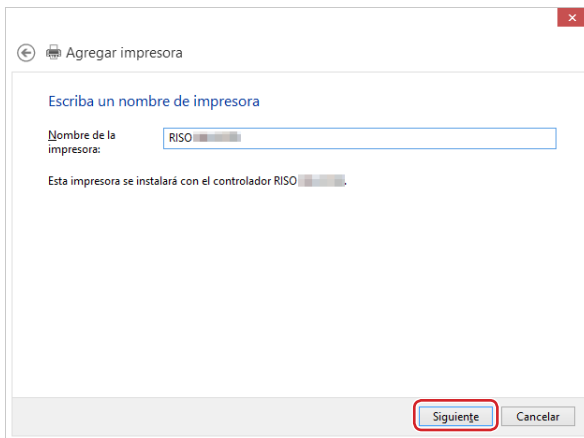 Agregar impresora
Escriba un nombre de impresora
Nombre de la
impresora:
RISO
Esta impresora se instalará con el controlador RISO .
Siguiente
Cancelar